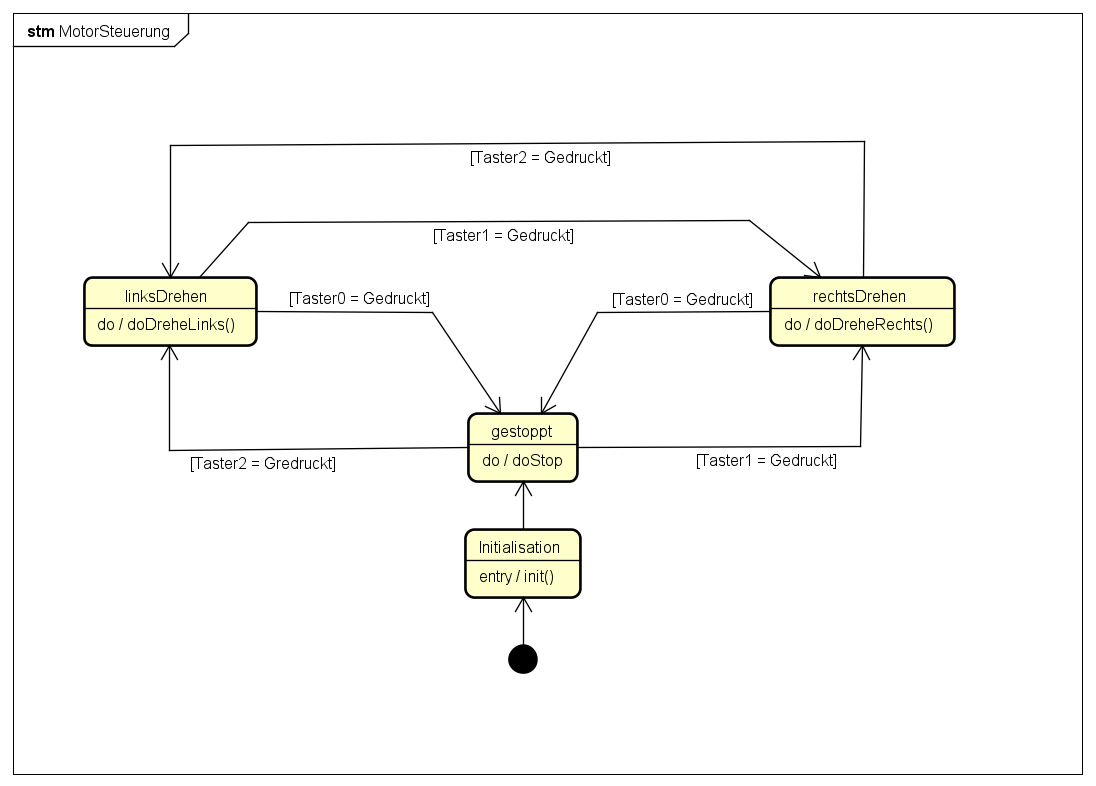 stm MotorSteuerung
[Taster2 = Gedruckt]
[Taster1 = Gedruckt]
linksDrehen
do / doDreheLinks()
[Taster0 = Gedruckt]
[Taster0 = Gedruckt]
rechtsDrehen
do / doDreheRechts()
gestoppt
do / doStop
[Taster2 = Gredruckt]
[Taster1 = Gedruckt]
Initialisation
entry / init()